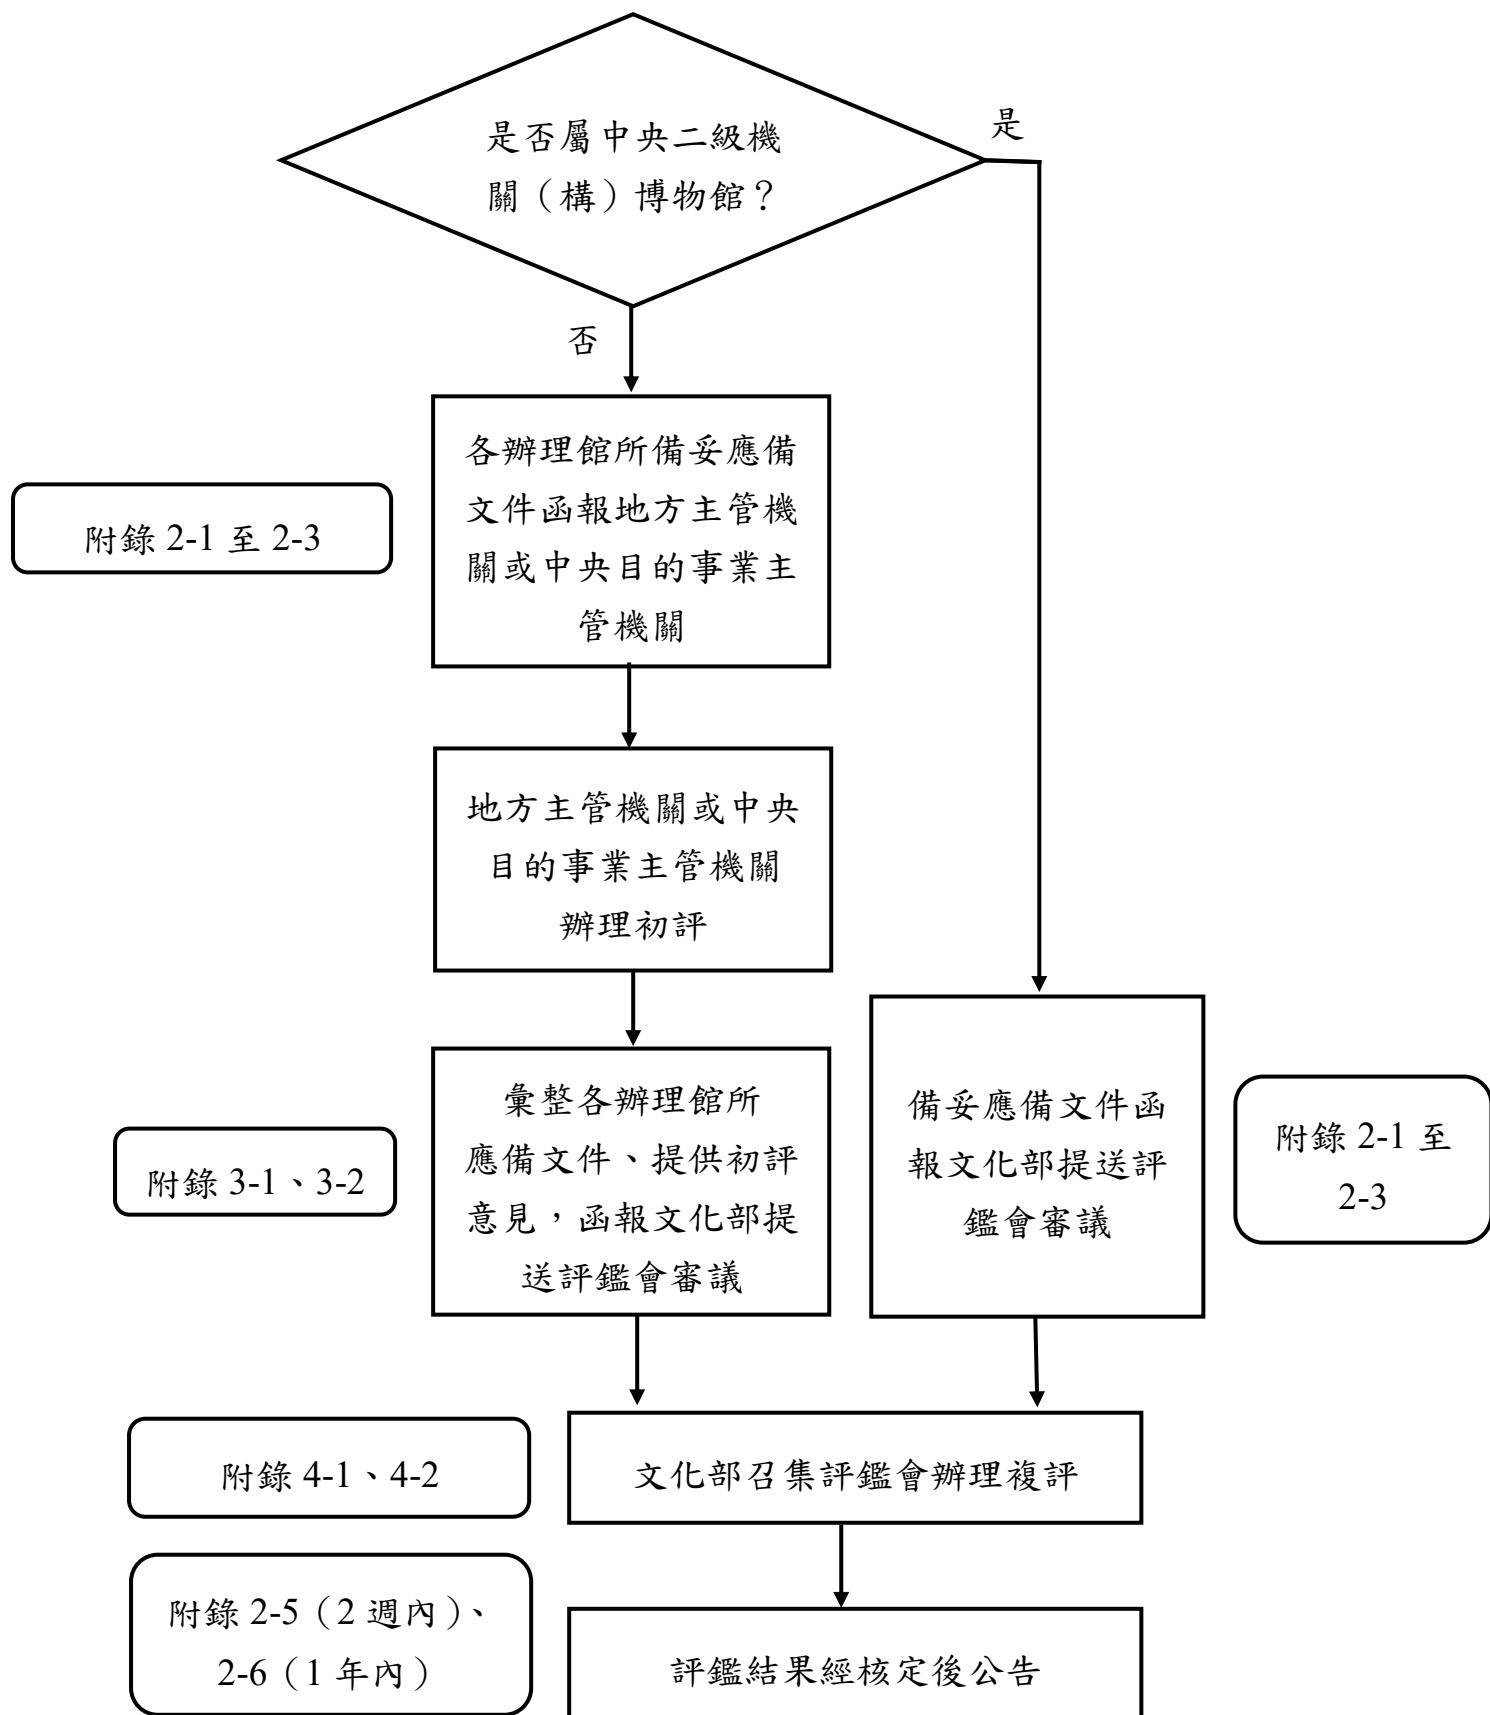 是否屬中央二級機
關（構）博物館？
是
否
各辦理館所備妥應備
文件函報地方主管機
關或中央目的事業主
管機關
附錄 2-1 至 2-3
地方主管機關或中央
目的事業主管機關
辦理初評
彙整各辦理館所
應備文件、提供初評
意見，函報文化部提
送評鑑會審議
附錄 3-1、3-2
備妥應備文件函
報文化部提送評
鑑會審議
附錄 2-1 至
2-3
附錄 4-1、4-2
文化部召集評鑑會辦理複評
附錄 2-5（2 週內）、
2-6（1 年內）
評鑑結果經核定後公告